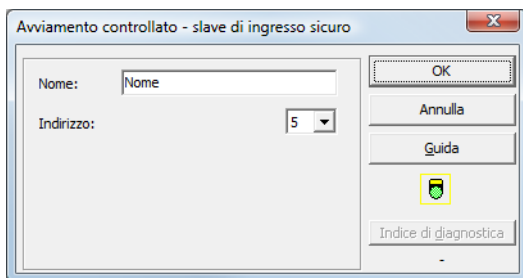 Avviamento controllato - slave di ingresso sicuro
Nome: Nome
Indirizzo: 5
OK
Annulla
Guida
Indice di diagnostica
-